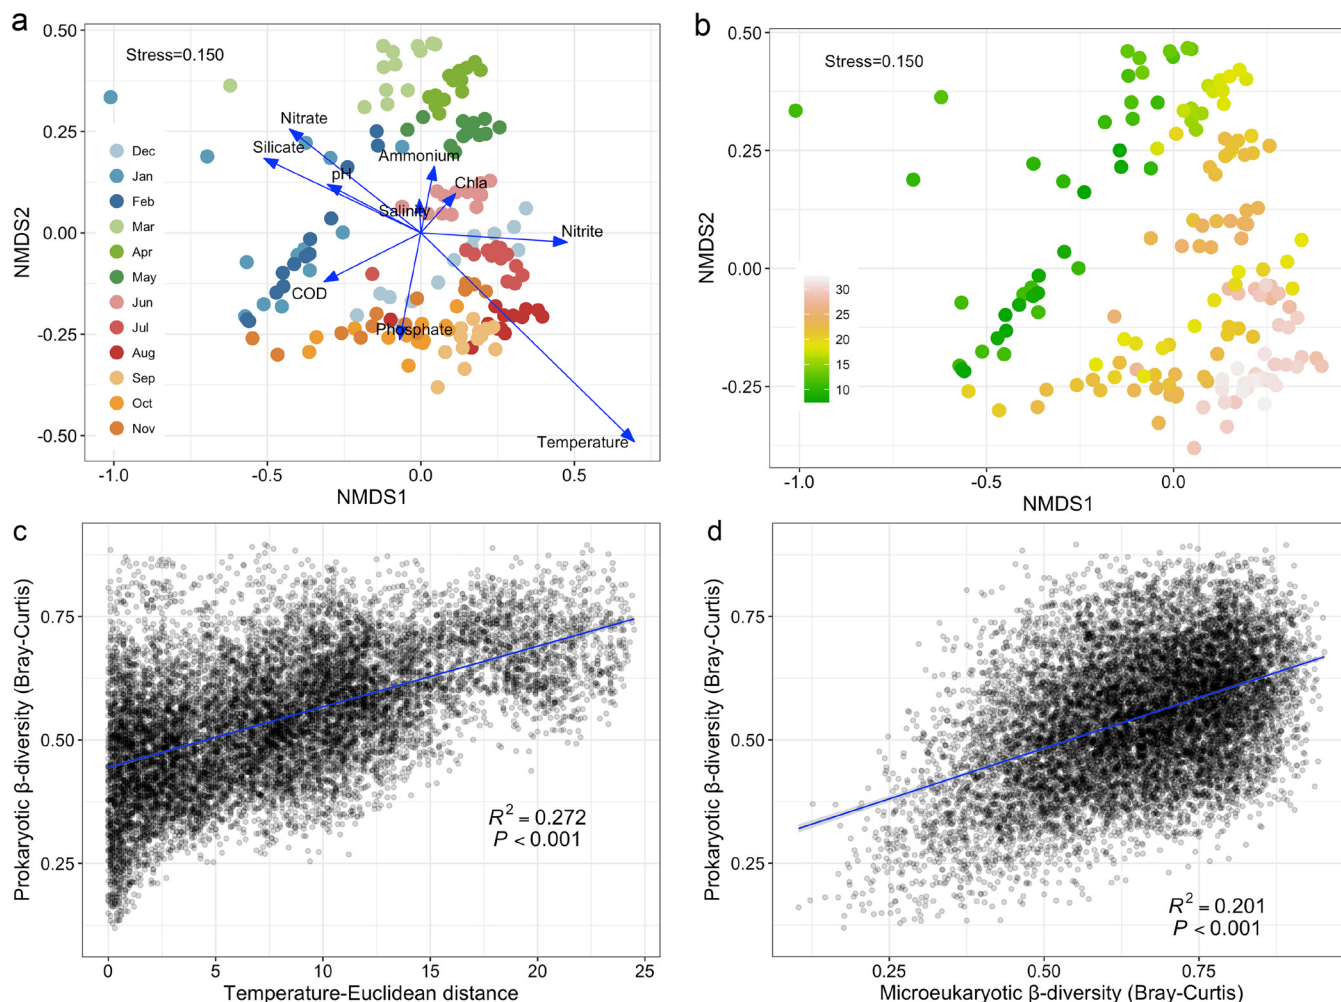 a
Stress=0.150
0.50
0.25
0.00
-0.25
-0.50
NMDS2
Nitrate
Silicate
pH
Ammonium
Chla
Salinity
Nitrite
COD
Phosphate
Temperature
Dec
Jan
Feb
Mar
Apr
May
Jun
Jul
Aug
Sep
Oct
Nov
-1.0 -0.5 0.0 0.5
NMDS1
b
Stress=0.150
0.50
0.25
0.00
-0.25
-0.50
NMDS2
30
25
20
15
10
-1.0 -0.5 0.0
NMDS1
c
Prokaryotic β-diversity (Bray-Curtis)
0.75
0.50
0.25
R² = 0.272
P < 0.001
0 5 10 15 20 25
Temperature-Euclidean distance
d
Prokaryotic β-diversity (Bray-Curtis)
0.75
0.50
0.25
R² = 0.201
P < 0.001
0.25 0.50 0.75
Microeukaryotic β-diversity (Bray-Curtis)